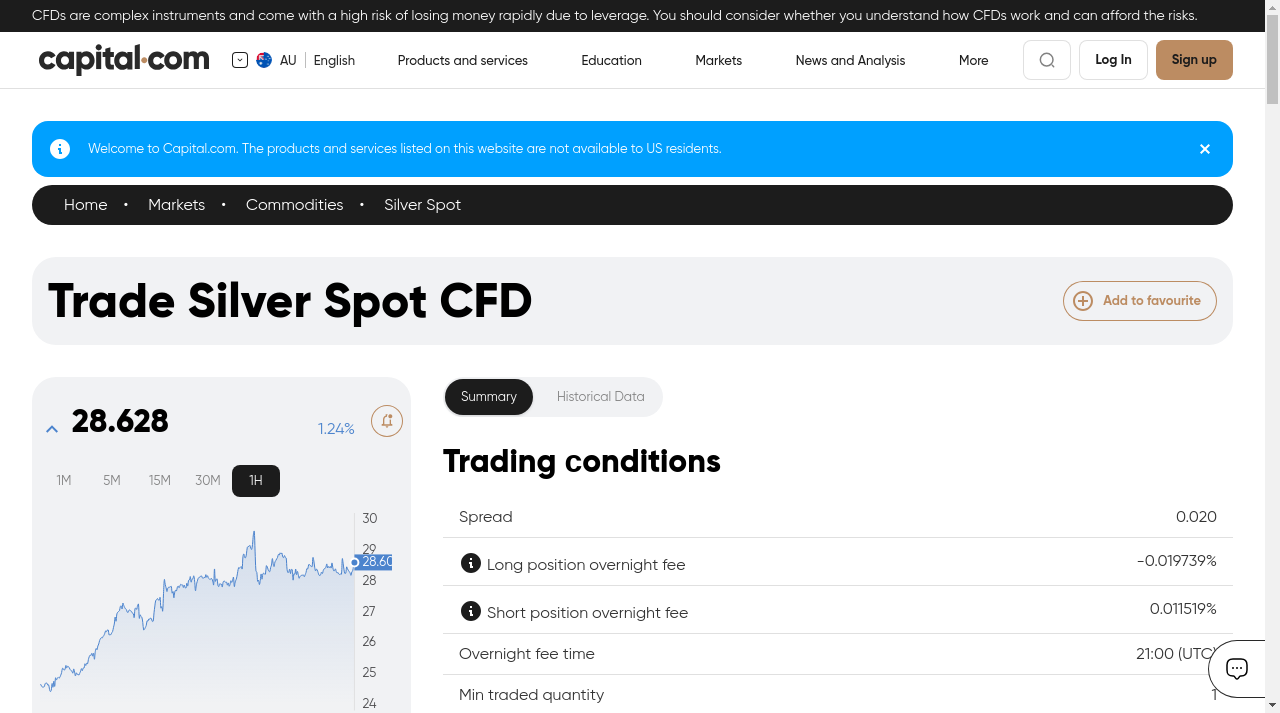 CFDs are complex instruments and come with a high risk of losing money rapidly due to leverage. You should consider whether you understand how CFDs work and can afford the risks.
capital.com AU English Products and services Education Markets News and Analysis More Log In Sign up
Welcome to Capital.com. The products and services listed on this website are not available to US residents.
Home • Markets • Commodities • Silver Spot
Trade Silver Spot CFD Add to favourite
28.628 1.24%
1M 5M 15M 30M 1H
30
29
28.60
28
27
26
25
24
Summary Historical Data
Trading conditions
Spread 0.020
Long position overnight fee -0.019739%
Short position overnight fee 0.011519%
Overnight fee time 21:00 (UTC)
Min traded quantity 1